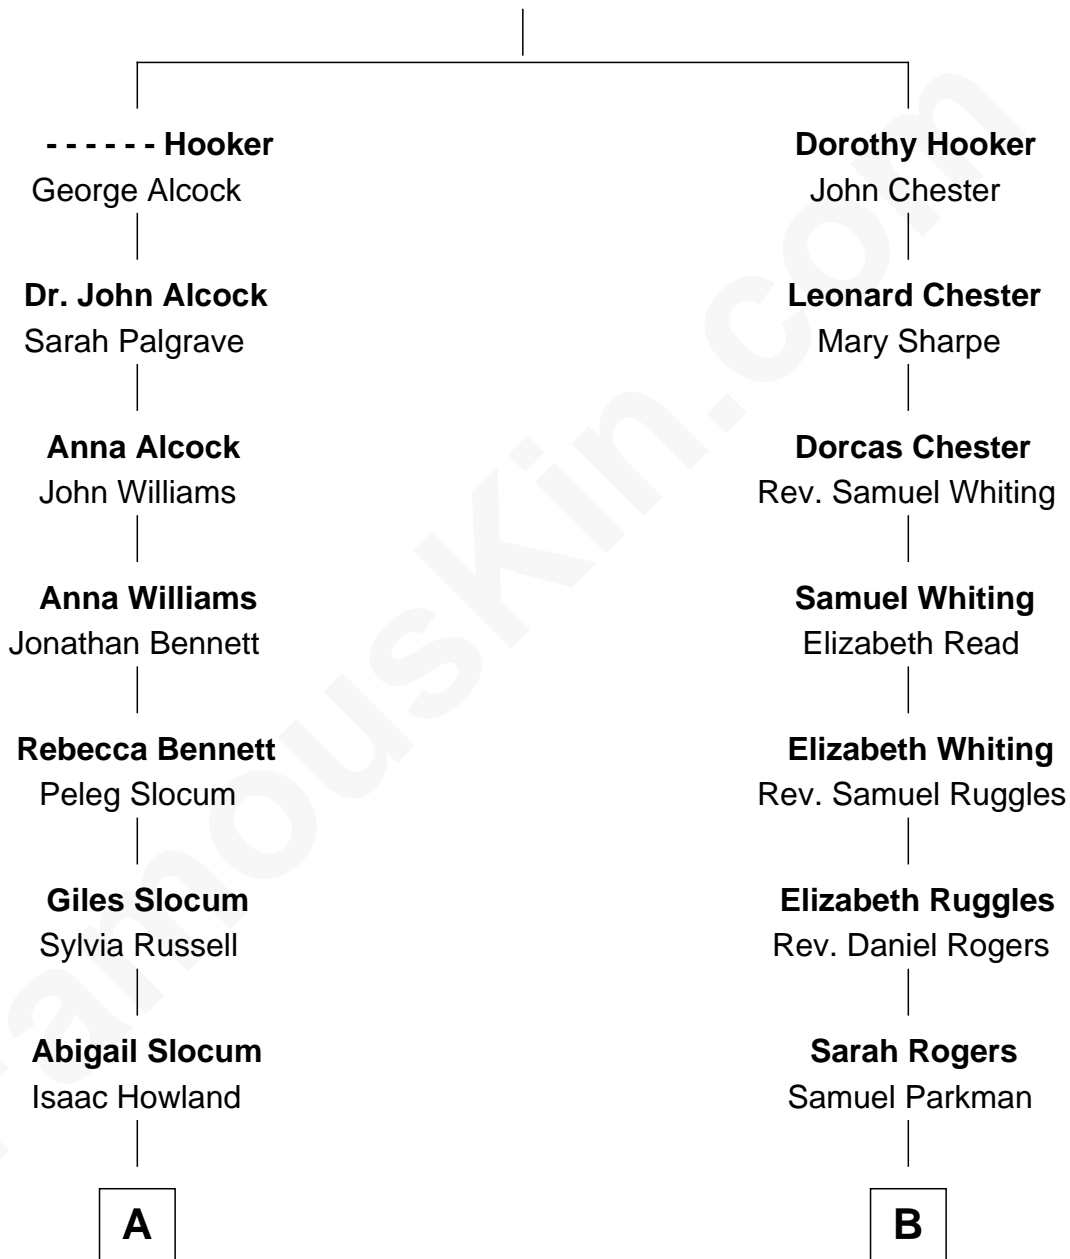 - - - - - - Hooker
George Alcock
Dr. John Alcock
Sarah Palgrave
Anna Alcock
John Williams
Anna Williams
Jonathan Bennett
Rebecca Bennett
Peleg Slocum
Giles Slocum
Sylvia Russell
Abigail Slocum
Isaac Howland
A
Dorothy Hooker
John Chester
Leonard Chester
Mary Sharpe
Dorcas Chester
Rev. Samuel Whiting
Samuel Whiting
Elizabeth Read
Elizabeth Whiting
Rev. Samuel Ruggles
Elizabeth Ruggles
Rev. Daniel Rogers
Sarah Rogers
Samuel Parkman
B
FamousKin.com